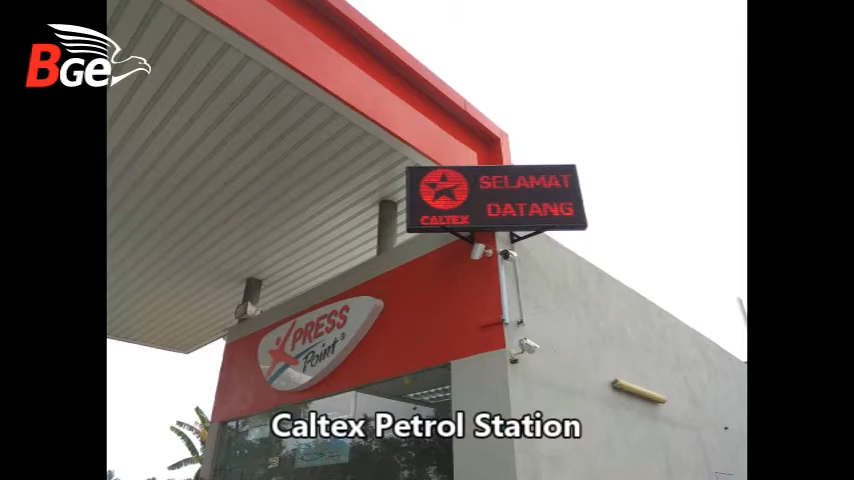 BGe
CALTEX
SELAMAT
DATANG
XPRESS
Point®
Caltex Petrol Station